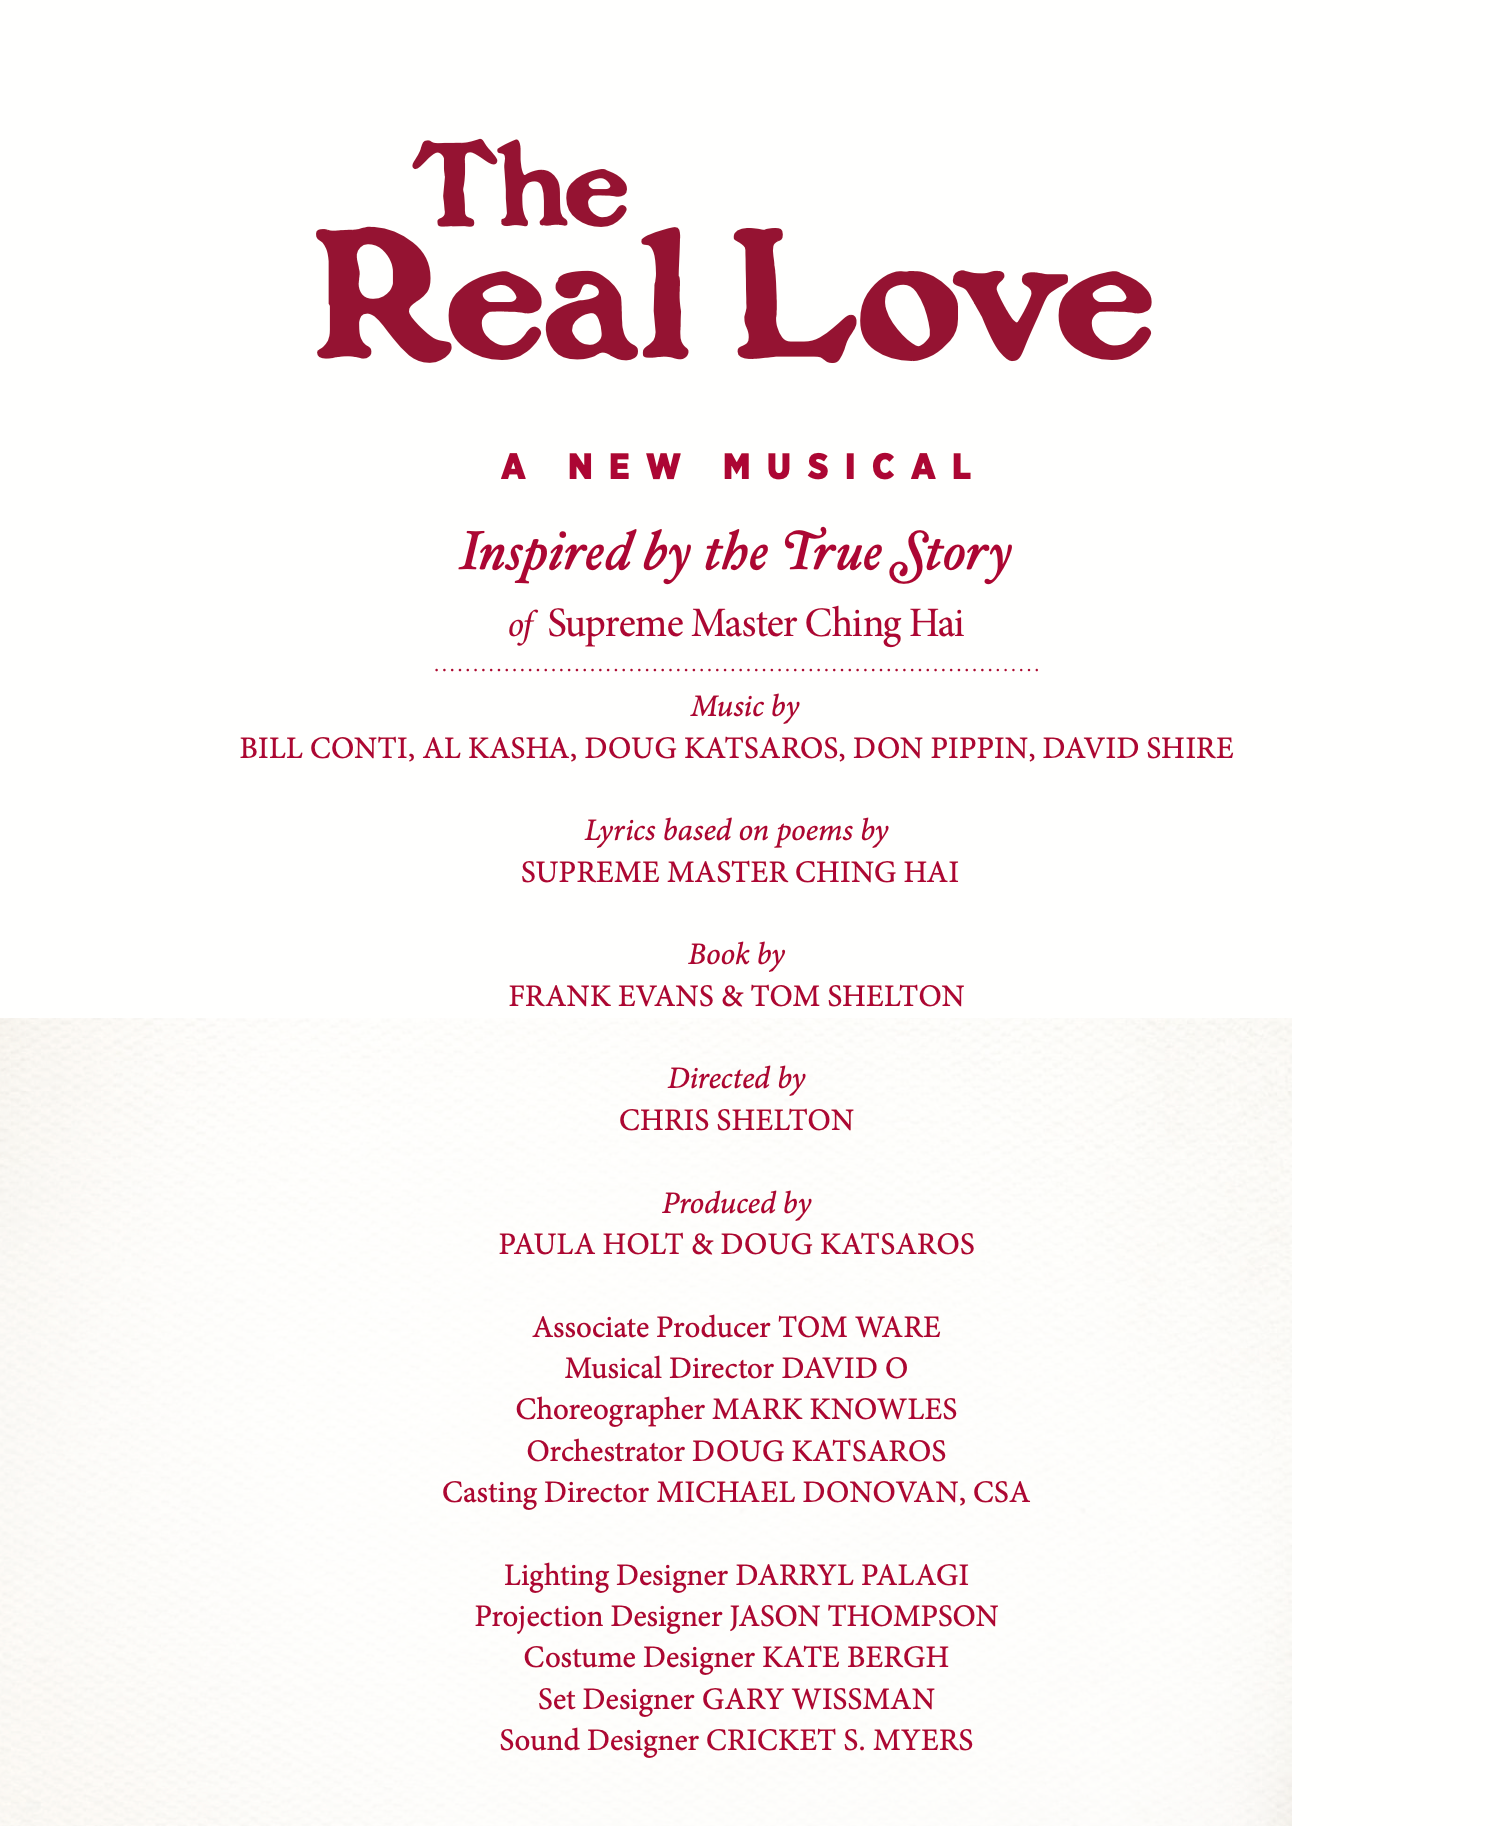 The
Real Love
A NEW MUSICAL
Inspired by the True Story
of Supreme Master Ching Hai
Music by
BILL CONTI, AL KASHA, DOUG KATSAROS, DON PIPPIN, DAVID SHIRE
Lyrics based on poems by
SUPREME MASTER CHING HAI
Book by
FRANK EVANS & TOM SHELTON
Directed by
CHRIS SHELTON
Produced by
PAULA HOLT & DOUG KATSAROS
Associate Producer TOM WARE
Musical Director DAVID O
Choreographer MARK KNOWLES
Orchestrator DOUG KATSAROS
Casting Director MICHAEL DONOVAN, CSA
Lighting Designer DARRYL PALAGI
Projection Designer JASON THOMPSON
Costume Designer KATE BERGH
Set Designer GARY WISSMAN
Sound Designer CRICKET S. MYERS